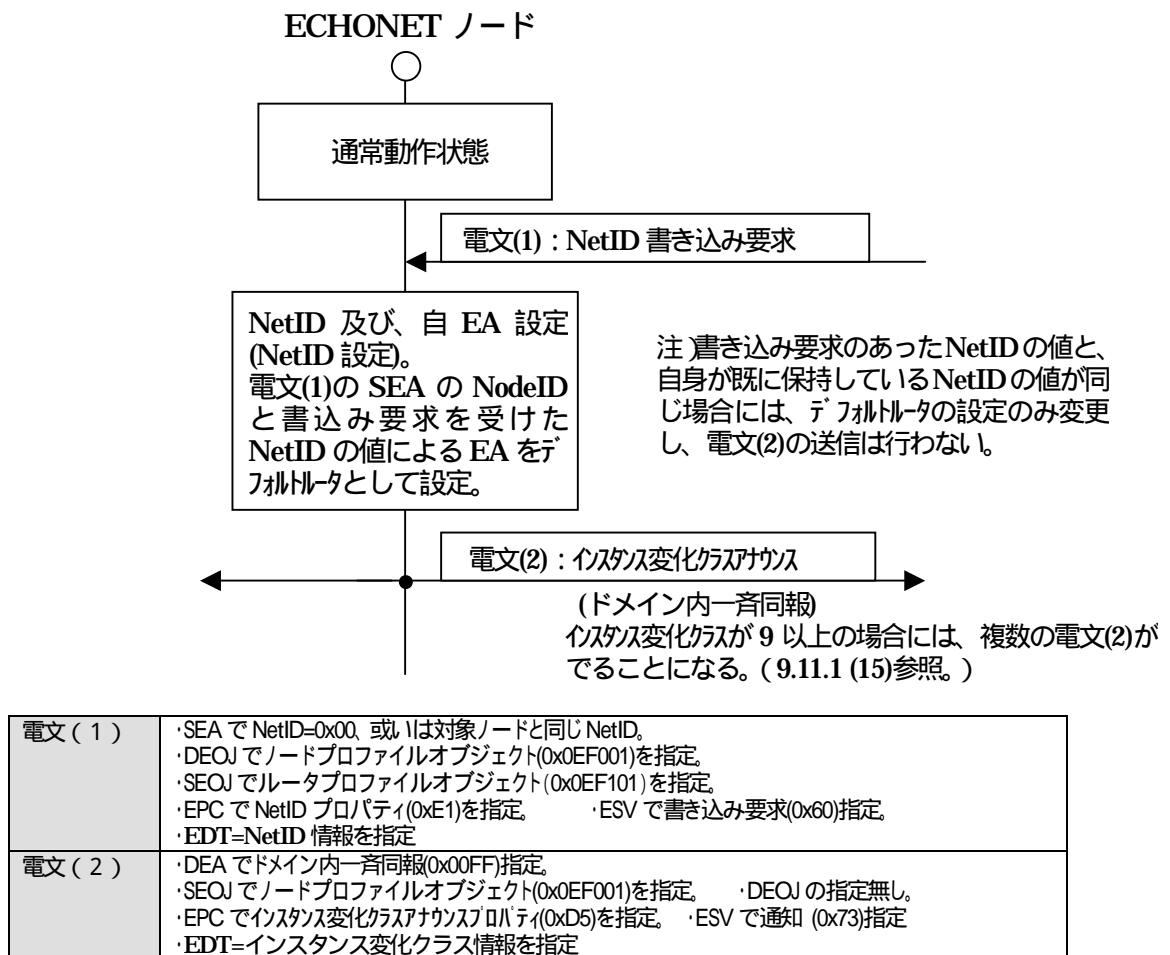 ECHONET ノード
通常動作状態
電文(1)：NetID 書き込み要求
NetID 及び、自 EA 設定
(NetID 設定)。
電文(1)の SEA の NodeID
と書込み要求を受けた
NetID の値による EA をデ
フォルトルータとして設定。
注)書き込み要求のあったNetIDの値と、
自身が既に保持しているNetIDの値が同
じ場合には、デフォルトルータの設定のみ変更
し、電文(2)の送信は行わない。
電文(2)：インスタンス変化クラスアナウンス
(ドメイン内一斉同報)
インスタンス変化クラスが 9 以上の場合には、複数の電文(2)が
でることになる。(9.11.1 (15)参照。)
電文(1)
・SEA で NetID=0x00、或いは対象ノードと同じ NetID。
・DEOJ でノードプロファイルオブジェクト(0x0EF001)を指定。
・SEOJ でルータプロファイルオブジェクト(0x0EF101)を指定。
・EPC で NetID プロパティ(0xE1)を指定。 ・ESV で書き込み要求(0x60)指定。
・EDT=NetID 情報を指定
電文(2)
・DEA でドメイン内一斉同報(0x00FF)指定。
・SEOJ でノードプロファイルオブジェクト(0x0EF001)を指定。 ・DEOJ の指定無し。
・EPC でインスタンス変化クラスアナウンスプロパティ(0xD5)を指定。 ・ESV で通知 (0x73)指定
・EDT=インスタンス変化クラス情報を指定